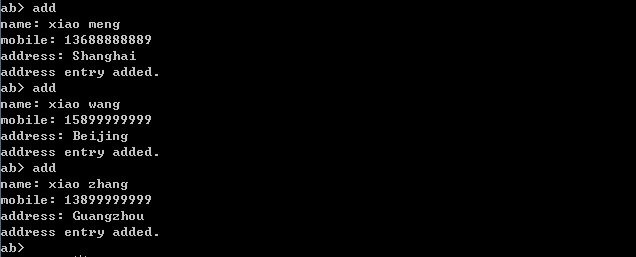 ab> add
name: xiao meng
mobile: 13688888889
address: Shanghai
address entry added.
ab> add
name: xiao wang
mobile: 15899999999
address: Beijing
address entry added.
ab> add
name: xiao zhang
mobile: 13899999999
address: Guangzhou
address entry added.
ab>